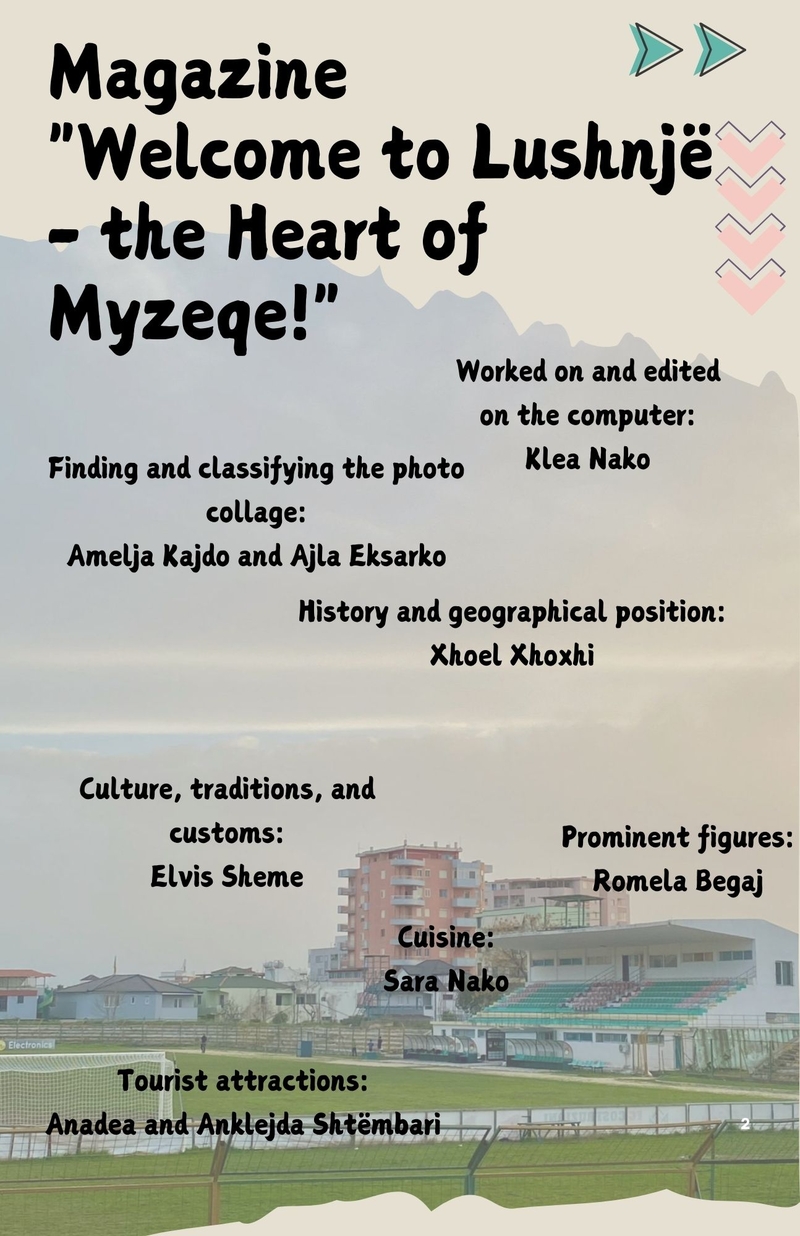 Magazine
"Welcome to Lushnjë
- the Heart of
Myzeqe!"
Worked on and edited
on the computer:
Klea Nako
Finding and classifying the photo
collage:
Amelja Kajdo and Ajla Eksarko
History and geographical position:
Xhoel Xhoxhi
Culture, traditions, and
customs:
Elvis Sheme
Prominent figures:
Romela Begaj
Cuisine:
Sara Nako
Electronics
Tourist attractions:
Anadea and Anklejda Shtëmbari
2